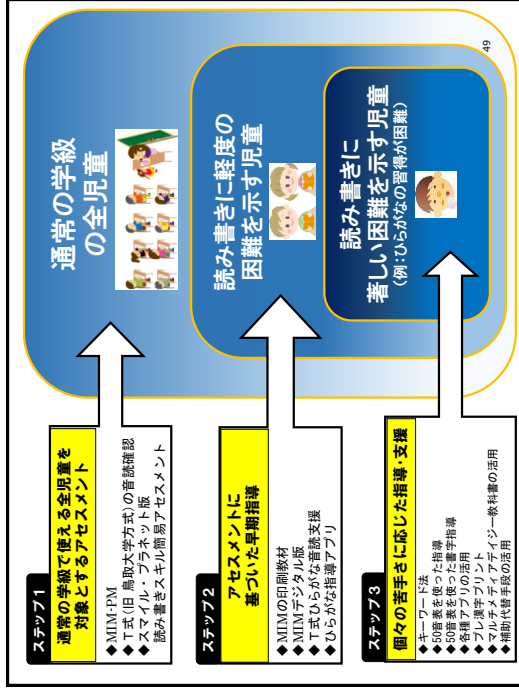 ステップ1
通常の学級で使える全児童を
対象とするアセスメント
◆MIM-PM
◆T式(旧 鳥取大学方式)の音読確認
◆スマイル・プラネット版
読み書きスキル簡易アセスメント
通常の学級
の全児童
ステップ2
アセスメントに
基づいた早期指導
◆MIMの印刷教材
◆MIMデジタル版
◆T式ひらがな音読支援
◆ひらがな指導アプリ
読み書きに軽度の
困難を示す児童
ステップ3
個々の苦手さに応じた指導・支援
◆キーワード法
◆50音表を使った指導
◆50音表を使った書字指導
◆各種アプリの活用
◆プレ漢字プリント
◆マルチメディアデイジー教科書の活用
◆補助代替手段の活用
読み書きに
著しい困難を示す児童
(例:ひらがなの習得が困難)
49